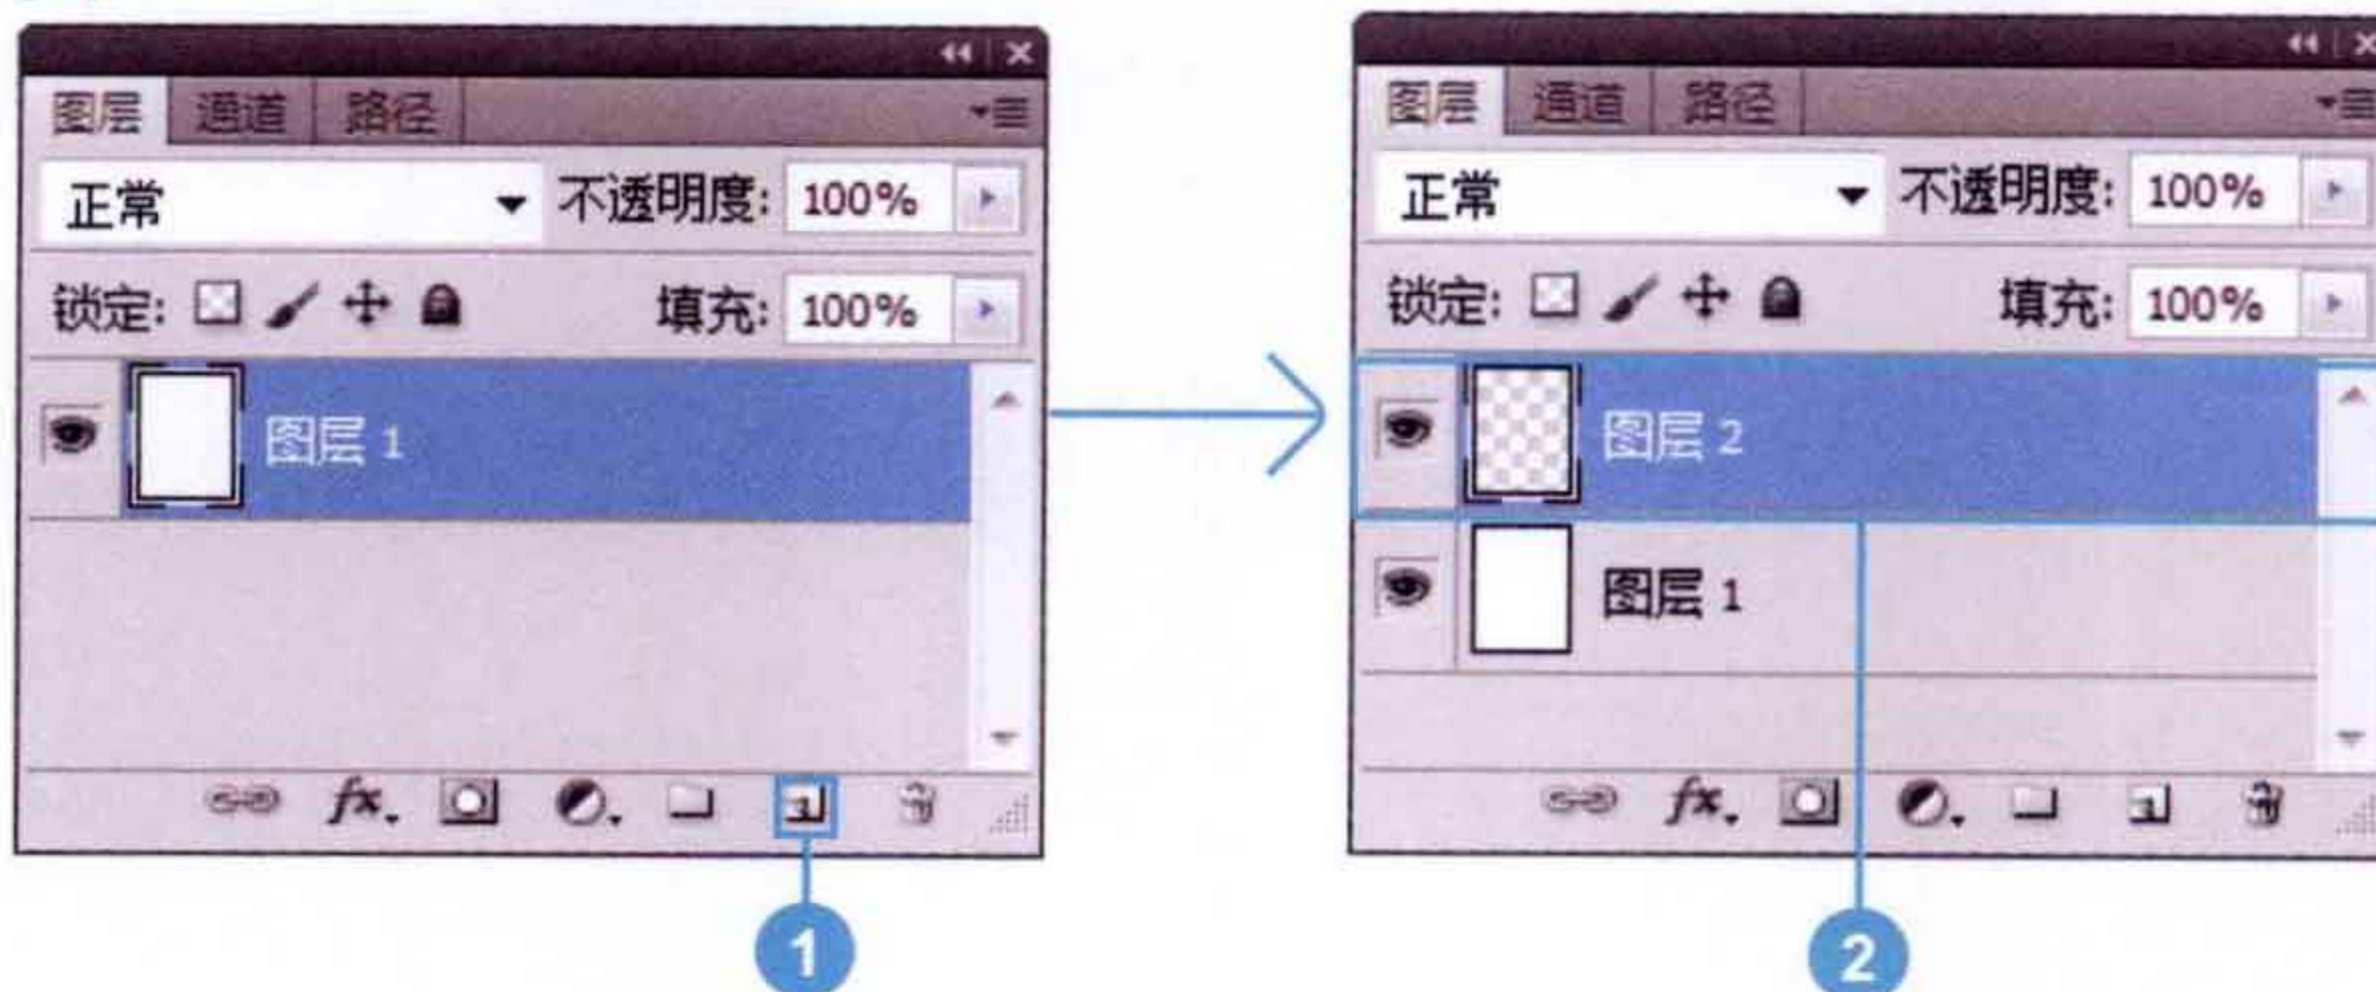 图层 通道 路径
正常 不透明度: 100%
锁定: 填充: 100%
图层 1
fx.
1
图层 通道 路径
正常 不透明度: 100%
锁定: 填充: 100%
图层 2
图层 1
fx.
2